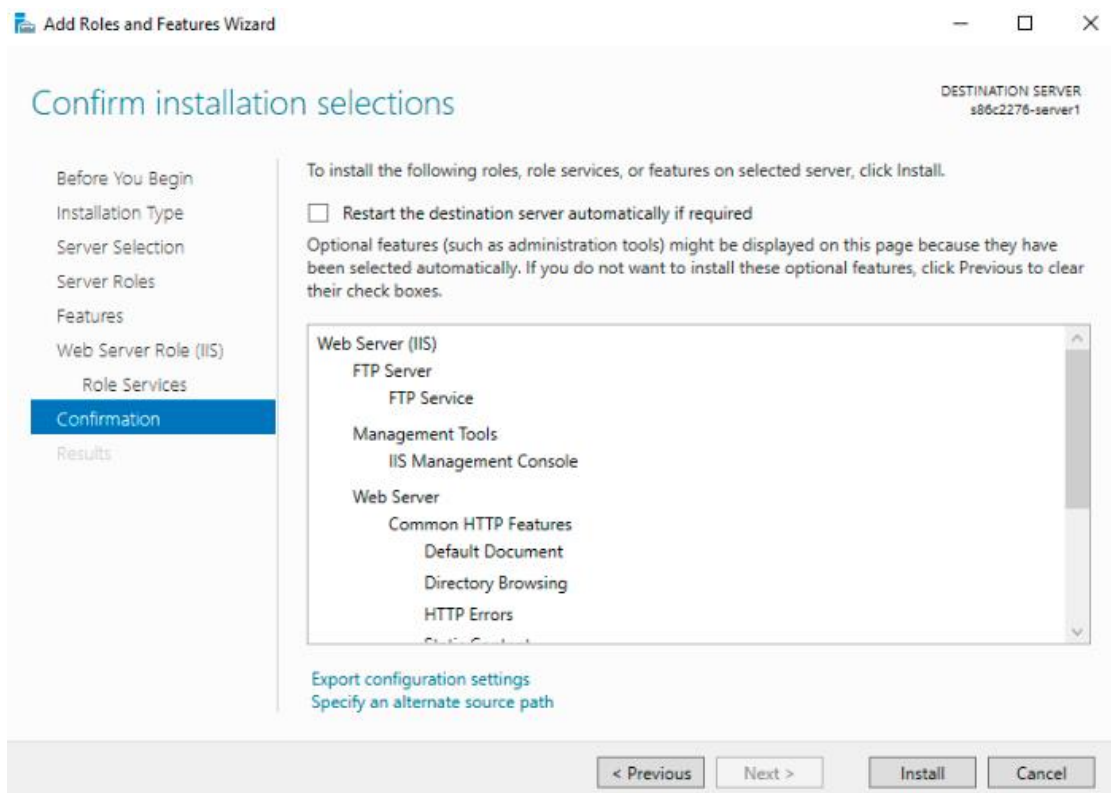 Add Roles and Features Wizard
Confirm installation selections
DESTINATION SERVER
s86c2276-server1
Before You Begin
Installation Type
Server Selection
Server Roles
Features
Web Server Role (IIS)
Role Services
Confirmation
Results
To install the following roles, role services, or features on selected server, click Install.
Restart the destination server automatically if required
Optional features (such as administration tools) might be displayed on this page because they have
been selected automatically. If you do not want to install these optional features, click Previous to clear
their check boxes.
Web Server (IIS)
FTP Server
FTP Service
Management Tools
IIS Management Console
Web Server
Common HTTP Features
Default Document
Directory Browsing
HTTP Errors
Export configuration settings
Specify an alternate source path
< Previous
Next >
Install
Cancel